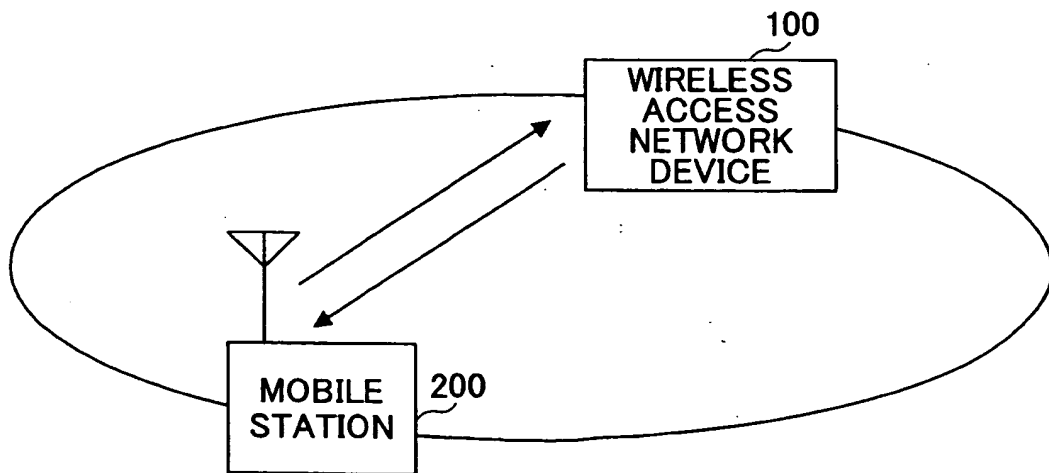 100
WIRELESS
ACCESS
NETWORK
DEVICE
MOBILE
STATION
200